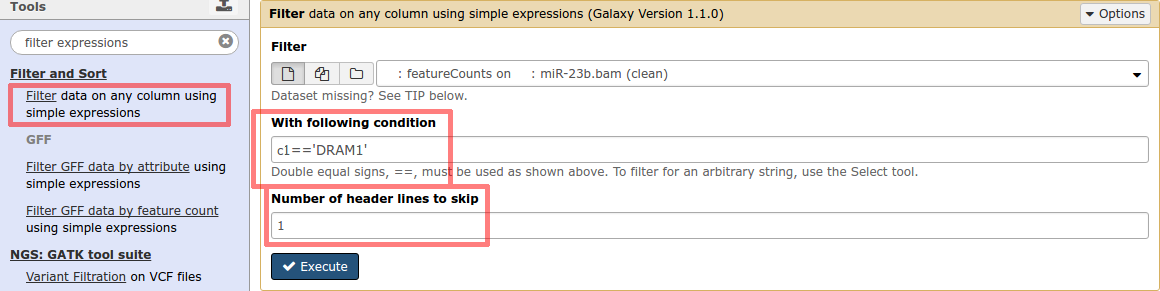 Tools
filter expressions
Filter and Sort
Filter data on any column using
simple expressions
GFF
Filter GFF data by attribute using
simple expressions
Filter GFF data by feature count
using simple expressions
NGS: GATK tool suite
Variant Filtration on VCF files
Filter data on any column using simple expressions (Galaxy Version 1.1.0)
Options
Filter
: featureCounts on : miR-23b.bam (clean)
Dataset missing? See TIP below.
With following condition
c1=='DRAM1'
Double equal signs, ==, must be used as shown above. To filter for an arbitrary string, use the Select tool.
Number of header lines to skip
1
Execute